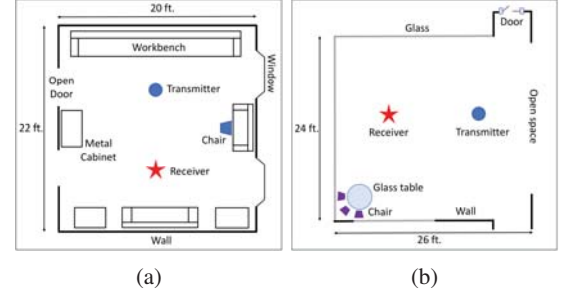 20 ft.
Workbench
Window
Open
Door
Transmitter
22 ft.
Metal
Cabinet
Chair
Receiver
Wall
(a)
Door
Glass
Open space
24 ft.
Receiver
Transmitter
Glass table
Chair
Wall
26 ft.
(b)